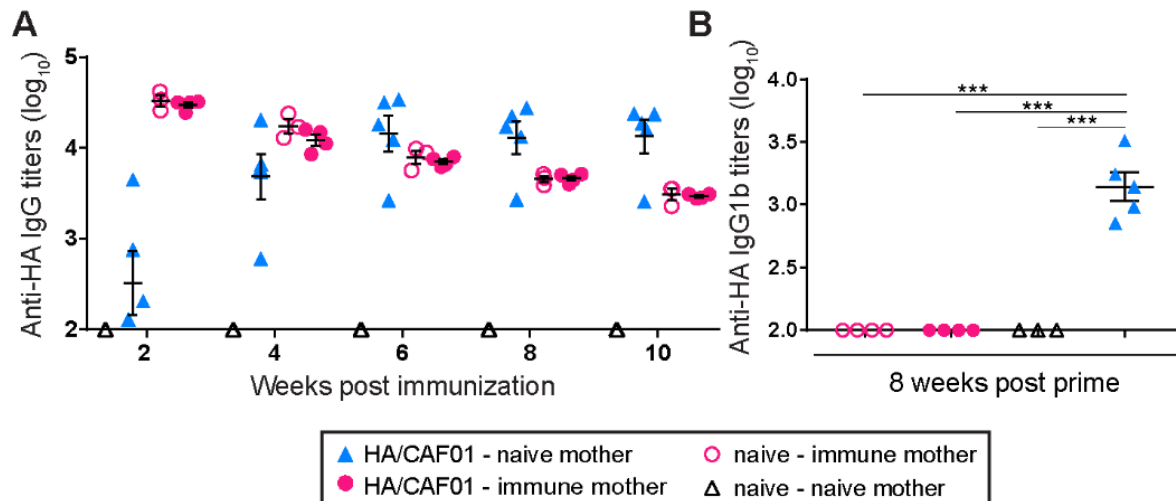 A
Anti-HA IgG titers (log10)
5
4
3
2
2 4 6 8 10
Weeks post immunization
B
Anti-HA IgG1b titers (log10)
4.0
3.5
3.0
2.5
2.0
***
***
***
8 weeks post prime
HA/CAF01 - naive mother
naive - immune mother
HA/CAF01 - immune mother
naive - naive mother